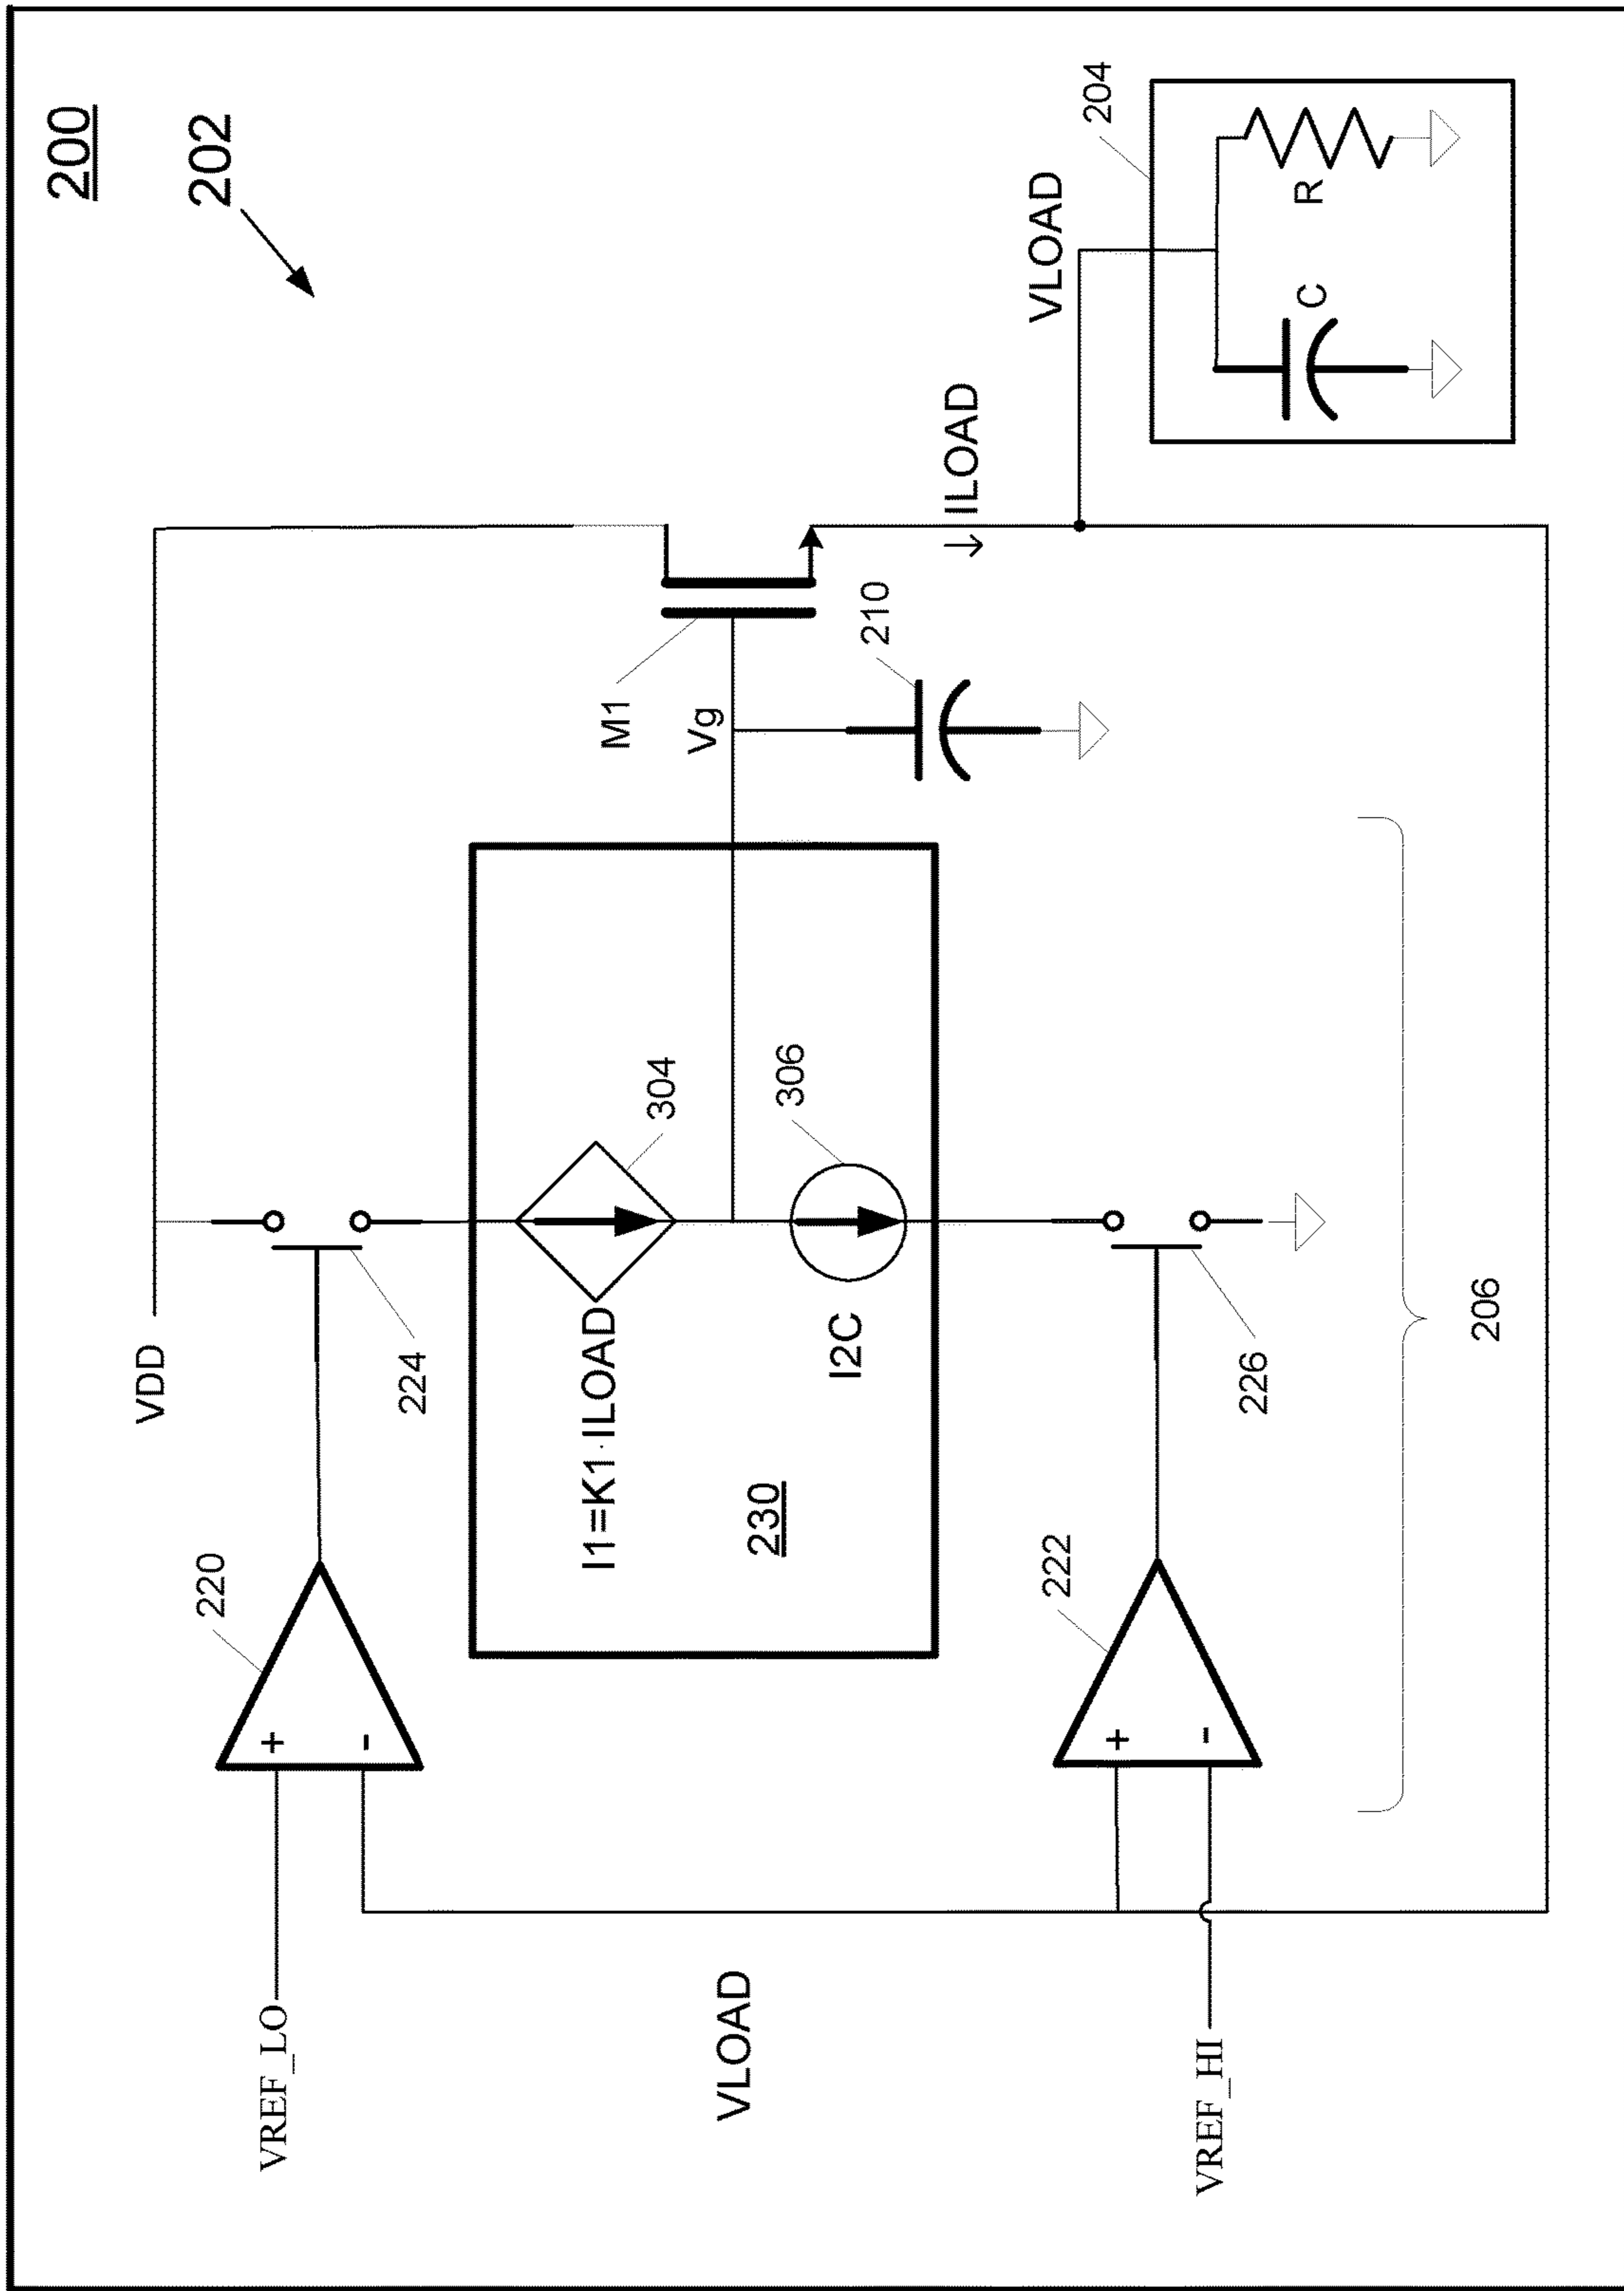 200
202
VDD
220
224
VREF_LO
+
-
I1=K1·ILOAD
304
M1
Vg
230
I2C
306
210
ILOAD
VLOAD
VLOAD
204
C
R
222
226
+
-
VREF_HI
206